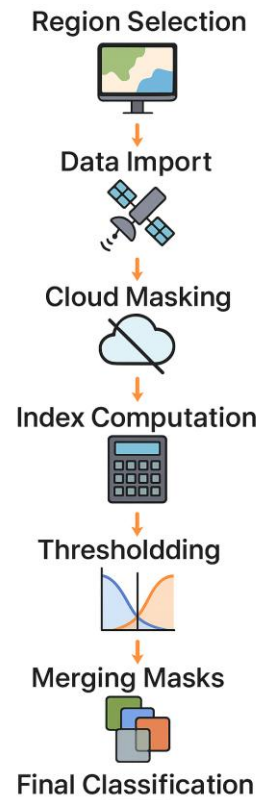 Region Selection
Data Import
Cloud Masking
Index Computation
Thresholdding
Merging Masks
Final Classification